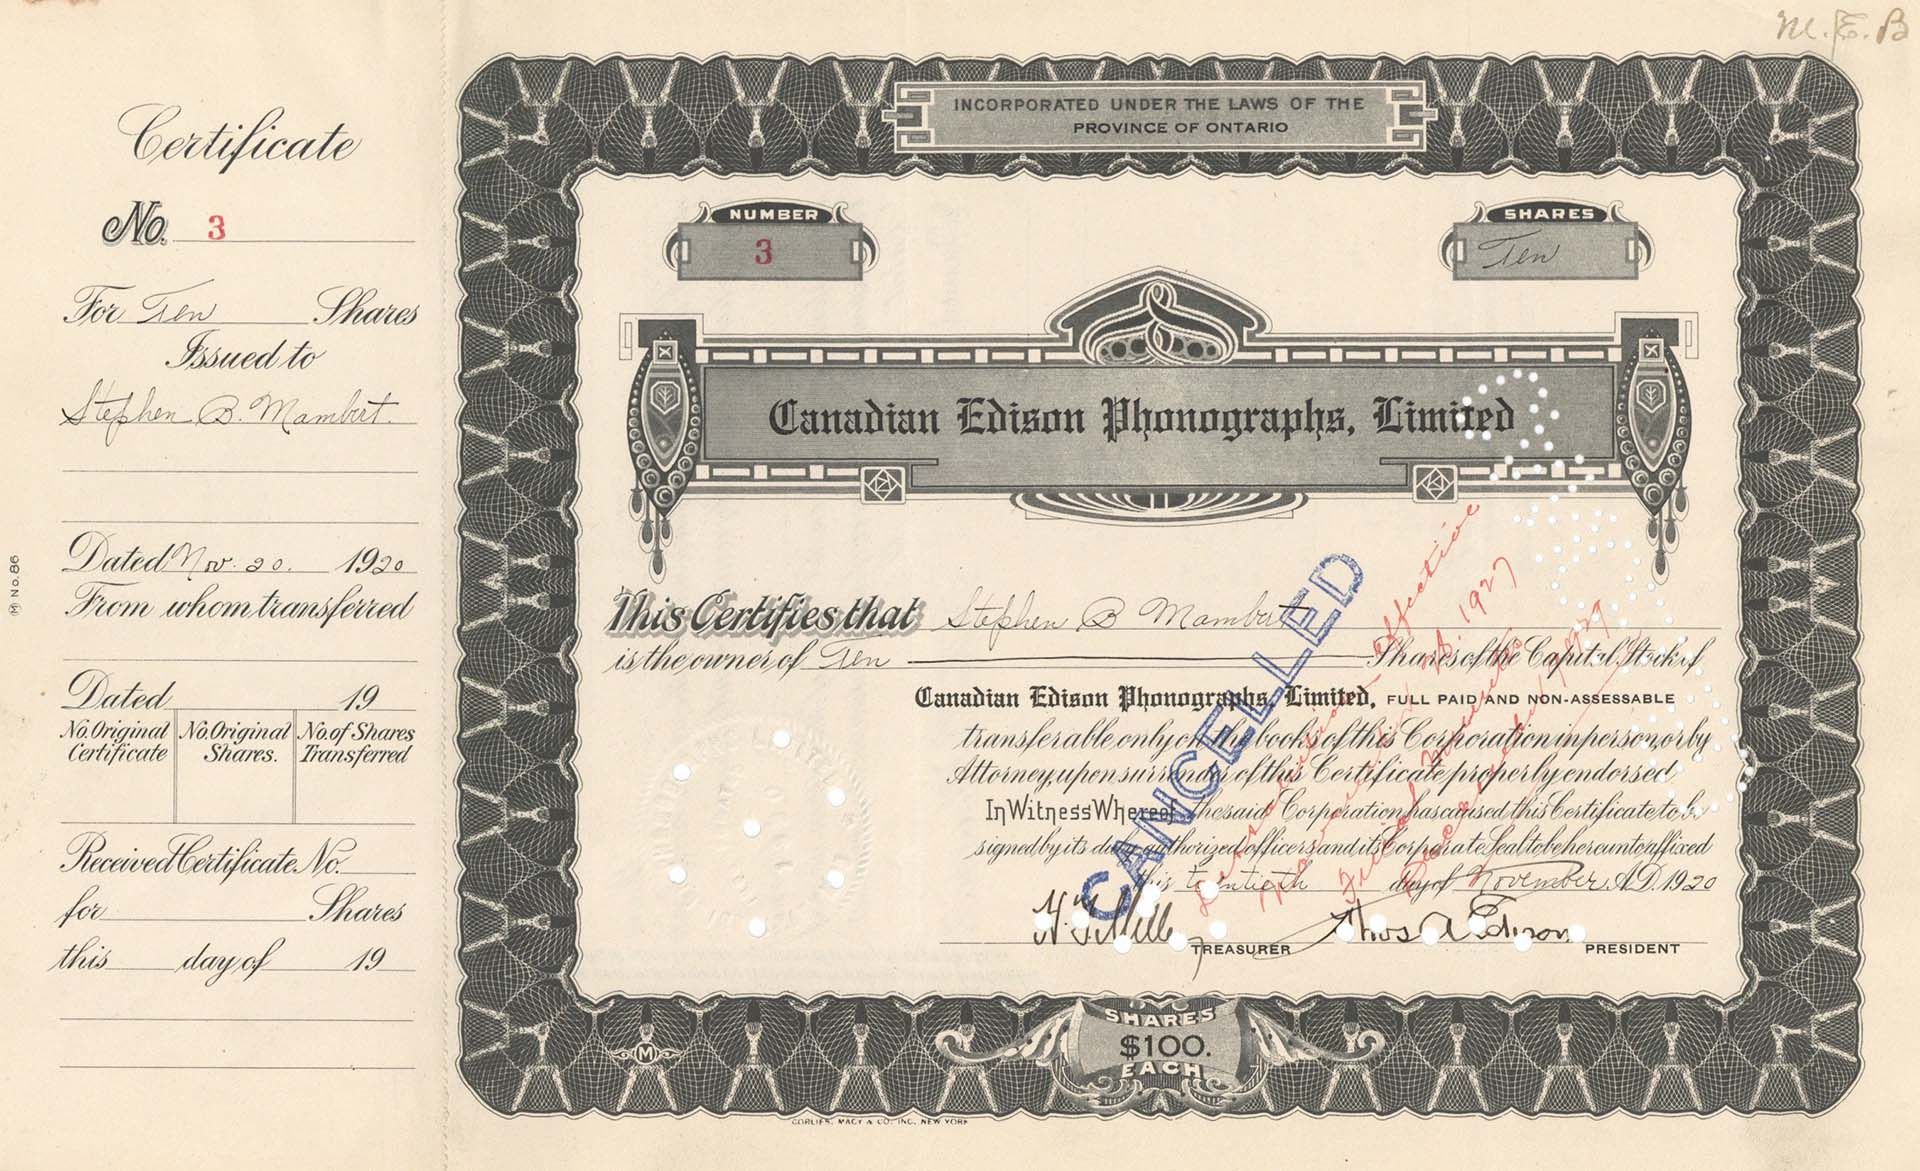 M.E.B
Certificate
No. 3
For Ten Shares
Issued to
Stephen B. Mambert.
Dated Nov. 20. 1920
From whom transferred
Dated 19
No. Original Certificate
No. Original Shares.
No. of Shares Transferred
Received Certificate No.
for Shares
this day of 19
M No. 86
INCORPORATED UNDER THE LAWS OF THE
PROVINCE OF ONTARIO
NUMBER
3
SHARES
Ten
Canadian Edison Phonographs, Limited
This Certifies that Stephen B Mambert
is the owner of Ten Shares of the Capital Stock of
Canadian Edison Phonographs, Limited, FULL PAID AND NON-ASSESSABLE
transferable only on the books of this Corporation in person or by
Attorney, upon surrender of this Certificate properly endorsed.
In Witness Whereof the said Corporation has caused this Certificate to be
signed by its duly authorized officers and its Corporate Seal to be hereunto affixed
this twentieth day of November A.D. 1920
TREASURER
Thos A Edison PRESIDENT
CANCELLED
effective
1927
1929
SHARES
$100.
EACH
M
CORLIES, MACY & CO. INC. NEW YORK